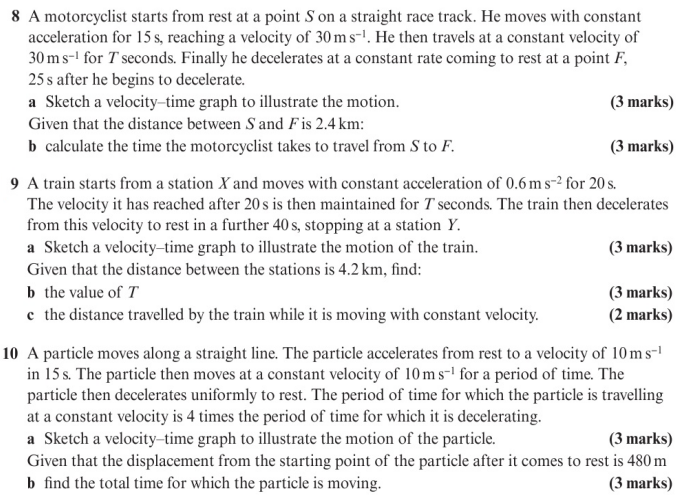 8 A motorcyclist starts from rest at a point S on a straight race track. He moves with constant
acceleration for 15 s, reaching a velocity of 30 m s⁻¹. He then travels at a constant velocity of
30 m s⁻¹ for T seconds. Finally he decelerates at a constant rate coming to rest at a point F,
25 s after he begins to decelerate.
a Sketch a velocity–time graph to illustrate the motion. (3 marks)
Given that the distance between S and F is 2.4 km:
b calculate the time the motorcyclist takes to travel from S to F. (3 marks)
9 A train starts from a station X and moves with constant acceleration of 0.6 m s⁻² for 20 s.
The velocity it has reached after 20 s is then maintained for T seconds. The train then decelerates
from this velocity to rest in a further 40 s, stopping at a station Y.
a Sketch a velocity–time graph to illustrate the motion of the train. (3 marks)
Given that the distance between the stations is 4.2 km, find:
b the value of T (3 marks)
c the distance travelled by the train while it is moving with constant velocity. (2 marks)
10 A particle moves along a straight line. The particle accelerates from rest to a velocity of 10 m s⁻¹
in 15 s. The particle then moves at a constant velocity of 10 m s⁻¹ for a period of time. The
particle then decelerates uniformly to rest. The period of time for which the particle is travelling
at a constant velocity is 4 times the period of time for which it is decelerating.
a Sketch a velocity–time graph to illustrate the motion of the particle. (3 marks)
Given that the displacement from the starting point of the particle after it comes to rest is 480 m
b find the total time for which the particle is moving. (3 marks)